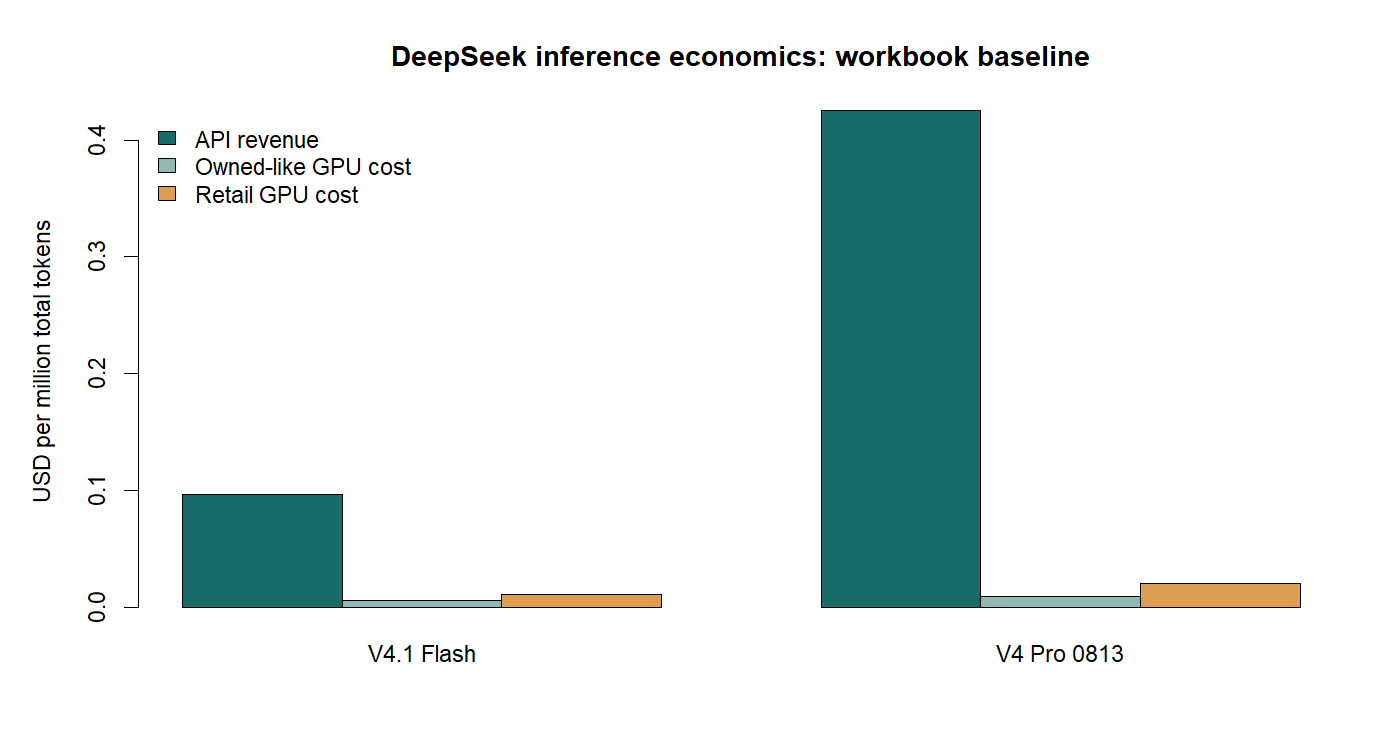 DeepSeek inference economics: workbook baseline
API revenue
Owned-like GPU cost
Retail GPU cost
USD per million total tokens
0.4
0.3
0.2
0.1
0.0
V4.1 Flash
V4 Pro 0813